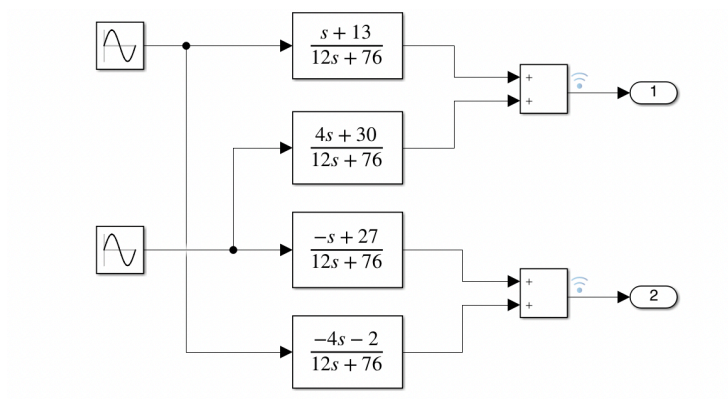 s + 13
12s + 76
+
+
1
4s + 30
12s + 76
−s + 27
12s + 76
+
+
2
−4s − 2
12s + 76